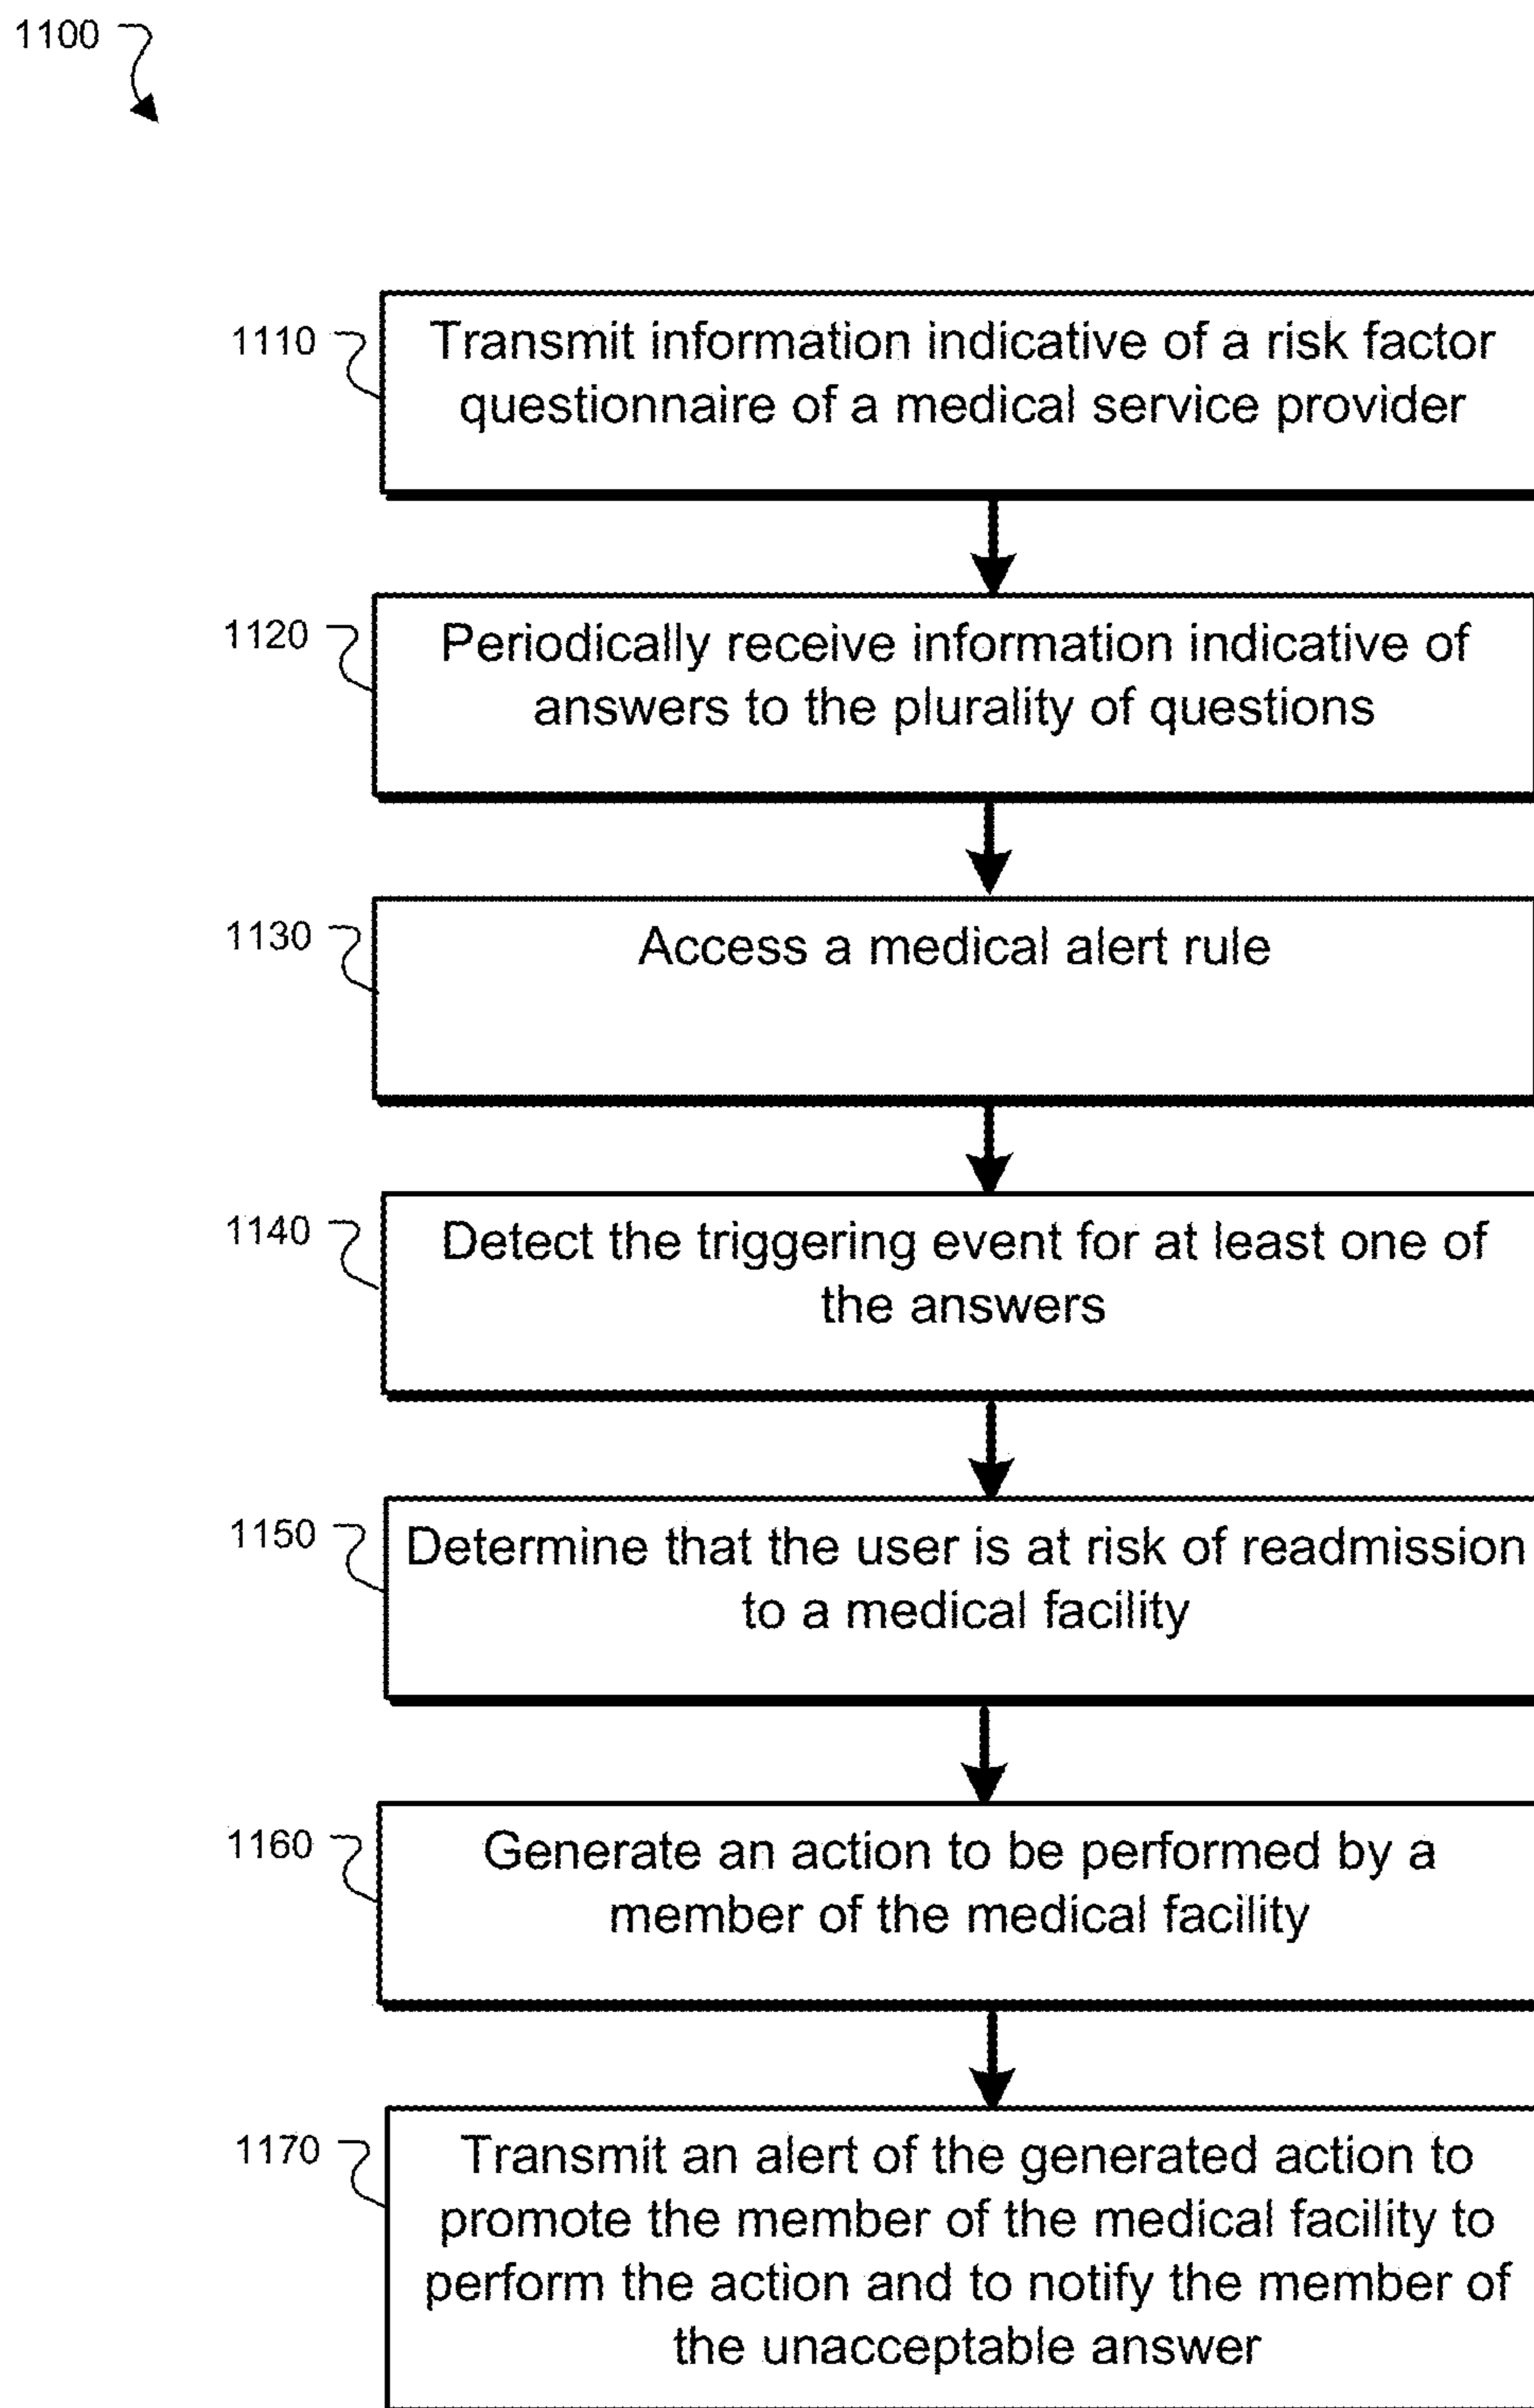 1100
1110
Transmit information indicative of a risk factor
questionnaire of a medical service provider
1120
Periodically receive information indicative of
answers to the plurality of questions
1130
Access a medical alert rule
1140
Detect the triggering event for at least one of
the answers
1150
Determine that the user is at risk of readmission
to a medical facility
1160
Generate an action to be performed by a
member of the medical facility
1170
Transmit an alert of the generated action to
promote the member of the medical facility to
perform the action and to notify the member of
the unacceptable answer